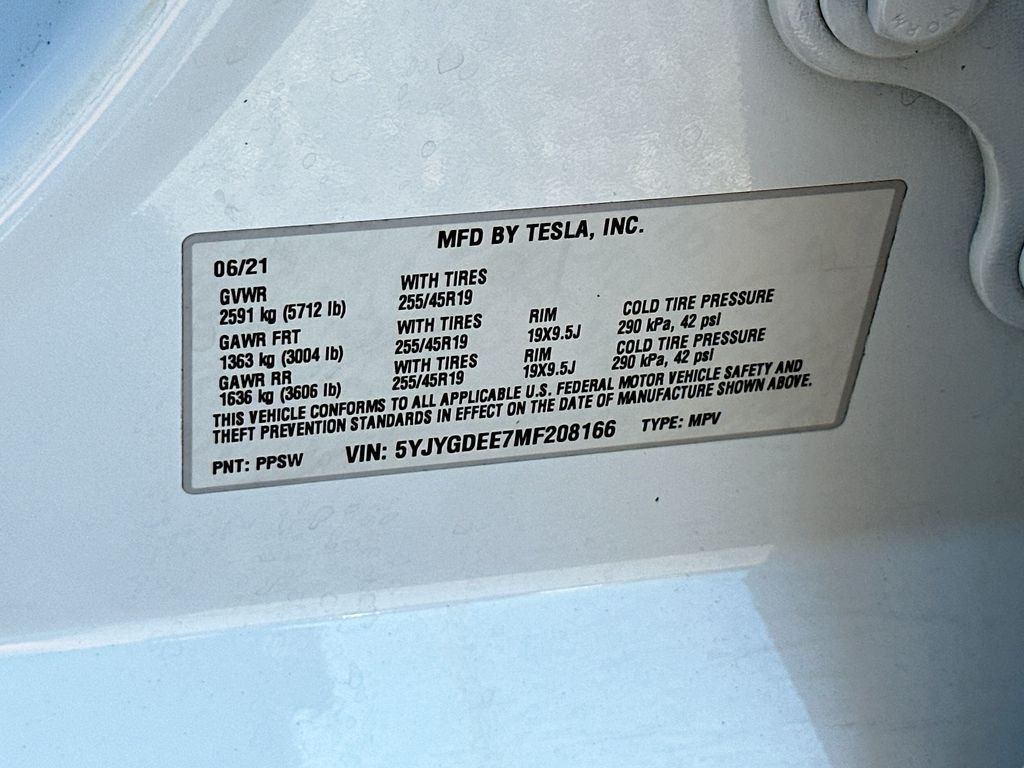 MFD BY TESLA, INC.
06/21
GVWR WITH TIRES
2591 kg (5712 lb) 255/45R19
GAWR FRT WITH TIRES RIM COLD TIRE PRESSURE
1363 kg (3004 lb) 255/45R19 19X9.5J 290 kPa, 42 psi
GAWR RR WITH TIRES RIM COLD TIRE PRESSURE
1636 kg (3606 lb) 255/45R19 19X9.5J 290 kPa, 42 psi
THIS VEHICLE CONFORMS TO ALL APPLICABLE U.S. FEDERAL MOTOR VEHICLE SAFETY AND
THEFT PREVENTION STANDARDS IN EFFECT ON THE DATE OF MANUFACTURE SHOWN ABOVE.
PNT: PPSW VIN: 5YJYGDEE7MF208166 TYPE: MPV